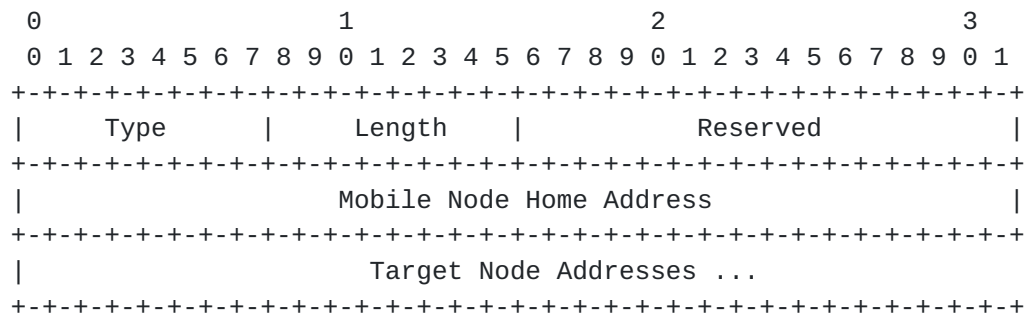 0                   1                   2                   3
 0 1 2 3 4 5 6 7 8 9 0 1 2 3 4 5 6 7 8 9 0 1 2 3 4 5 6 7 8 9 0 1
+-+-+-+-+-+-+-+-+-+-+-+-+-+-+-+-+-+-+-+-+-+-+-+-+-+-+-+-+-+-+-+-+
|     Type      |     Length    |           Reserved            |
+-+-+-+-+-+-+-+-+-+-+-+-+-+-+-+-+-+-+-+-+-+-+-+-+-+-+-+-+-+-+-+-+
|                    Mobile Node Home Address                   |
+-+-+-+-+-+-+-+-+-+-+-+-+-+-+-+-+-+-+-+-+-+-+-+-+-+-+-+-+-+-+-+-+
|                      Target Node Addresses ...
+-+-+-+-+-+-+-+-+-+-+-+-+-+-+-+-+-+-+-+-+-+-+-+-+-+-+-+-+-+-+-+-+